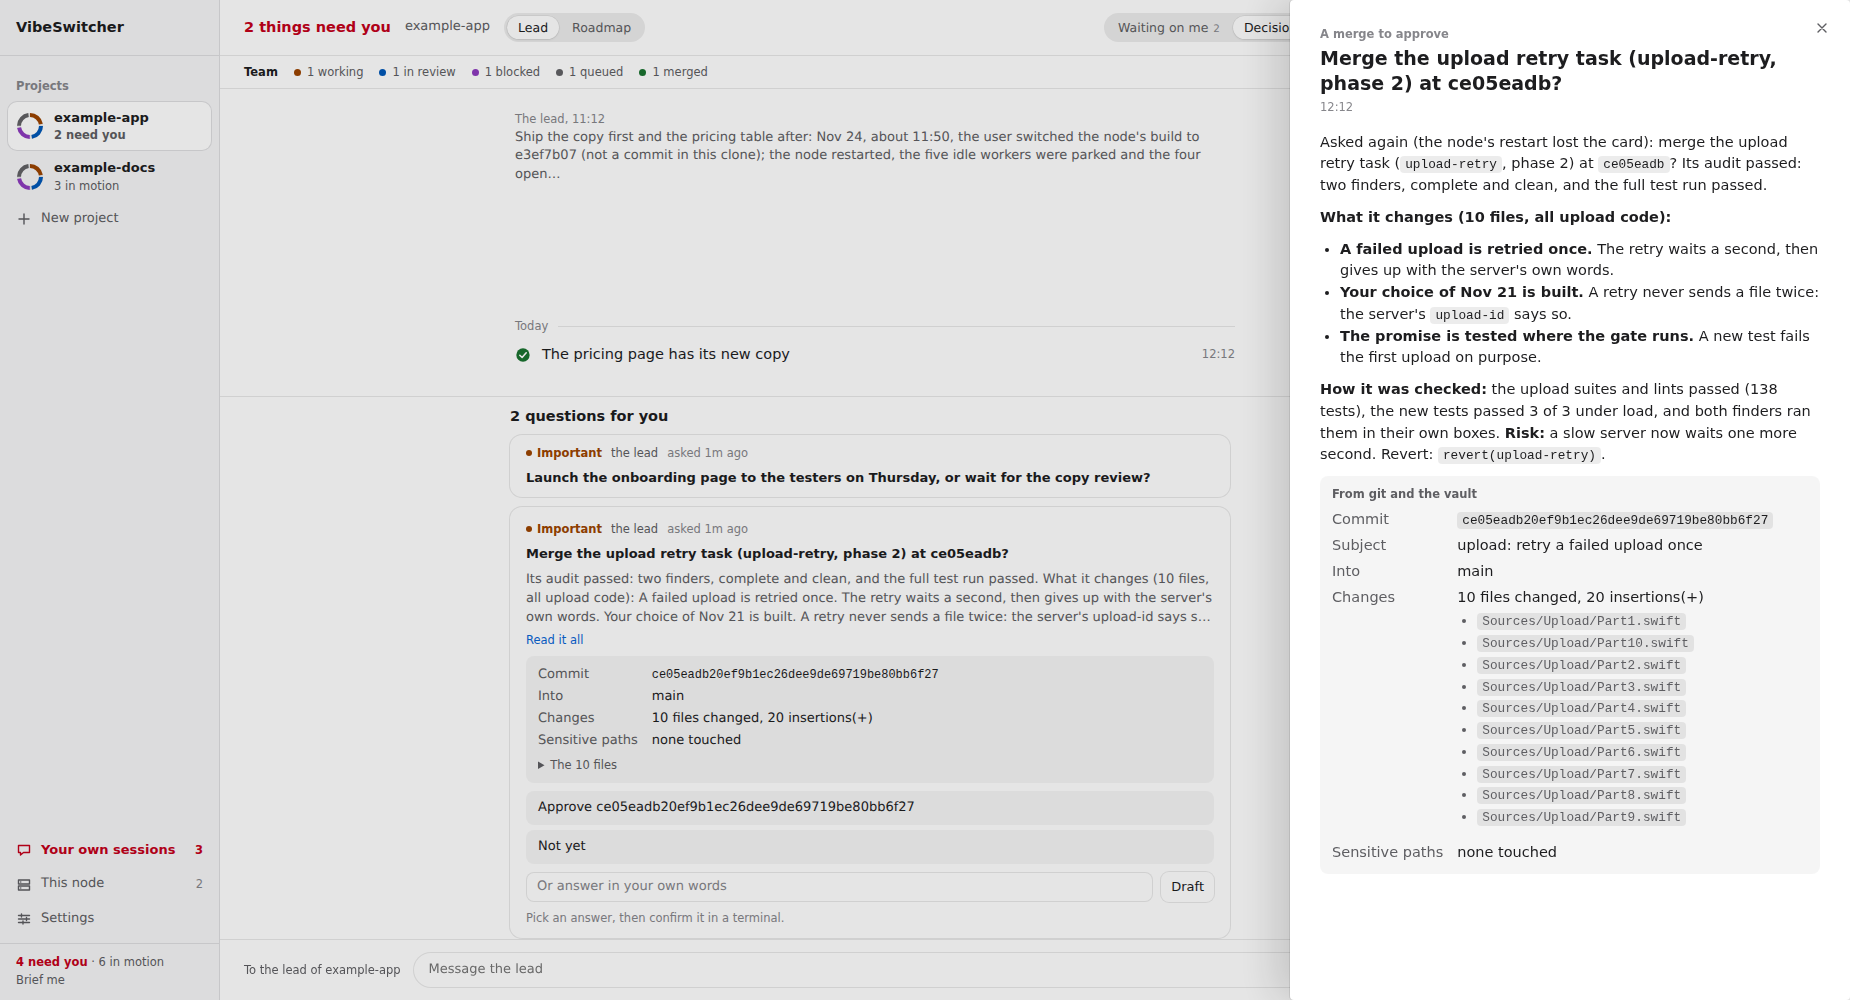 VibeSwitcher
Projects
example-app
2 need you
example-docs
3 in motion
New project
Your own sessions 3
This node 2
Settings
4 need you · 6 in motion
Brief me
2 things need you example-app Lead Roadmap Waiting on me 2
Team 1 working 1 in review 1 blocked 1 queued 1 merged
The lead, 11:12
Ship the copy first and the pricing table after: Nov 24, about 11:50, the user switched the node's build to
e3ef7b07 (not a commit in this clone); the node restarted, the five idle workers were parked and the four
open…
Today
The pricing page has its new copy 12:12
2 questions for you
Important the lead asked 1m ago
Launch the onboarding page to the testers on Thursday, or wait for the copy review?
Important the lead asked 1m ago
Merge the upload retry task (upload-retry, phase 2) at ce05eadb?
Its audit passed: two finders, complete and clean, and the full test run passed. What it changes (10 files,
all upload code): A failed upload is retried once. The retry waits a second, then gives up with the server's
own words. Your choice of Nov 21 is built. A retry never sends a file twice: the server's upload-id says s…
Read it all
Commit ce05eadb20ef9b1ec26dee9de69719be80bb6f27
Into main
Changes 10 files changed, 20 insertions(+)
Sensitive paths none touched
The 10 files
Approve ce05eadb20ef9b1ec26dee9de69719be80bb6f27
Not yet
Or answer in your own words Draft
Pick an answer, then confirm it in a terminal.
To the lead of example-app Message the lead
A merge to approve
Merge the upload retry task (upload-retry,
phase 2) at ce05eadb?
12:12
Asked again (the node's restart lost the card): merge the upload
retry task (upload-retry, phase 2) at ce05eadb? Its audit passed:
two finders, complete and clean, and the full test run passed.
What it changes (10 files, all upload code):
• A failed upload is retried once. The retry waits a second, then
gives up with the server's own words.
• Your choice of Nov 21 is built. A retry never sends a file twice:
the server's upload-id says so.
• The promise is tested where the gate runs. A new test fails
the first upload on purpose.
How it was checked: the upload suites and lints passed (138
tests), the new tests passed 3 of 3 under load, and both finders ran
them in their own boxes. Risk: a slow server now waits one more
second. Revert: revert(upload-retry).
From git and the vault
Commit ce05eadb20ef9b1ec26dee9de69719be80bb6f27
Subject upload: retry a failed upload once
Into main
Changes 10 files changed, 20 insertions(+)
• Sources/Upload/Part1.swift
• Sources/Upload/Part10.swift
• Sources/Upload/Part2.swift
• Sources/Upload/Part3.swift
• Sources/Upload/Part4.swift
• Sources/Upload/Part5.swift
• Sources/Upload/Part6.swift
• Sources/Upload/Part7.swift
• Sources/Upload/Part8.swift
• Sources/Upload/Part9.swift
Sensitive paths none touched